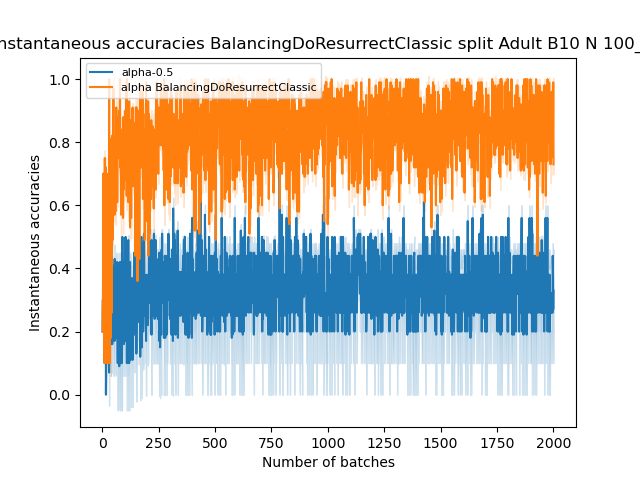 nstantaneous accuracies BalancingDoResurrectClassic split Adult B10 N 100_
alpha-0.5
alpha BalancingDoResurrectClassic
1.0
0.8
0.6
0.4
0.2
0.0
Instantaneous accuracies
0 250 500 750 1000 1250 1500 1750 2000
Number of batches